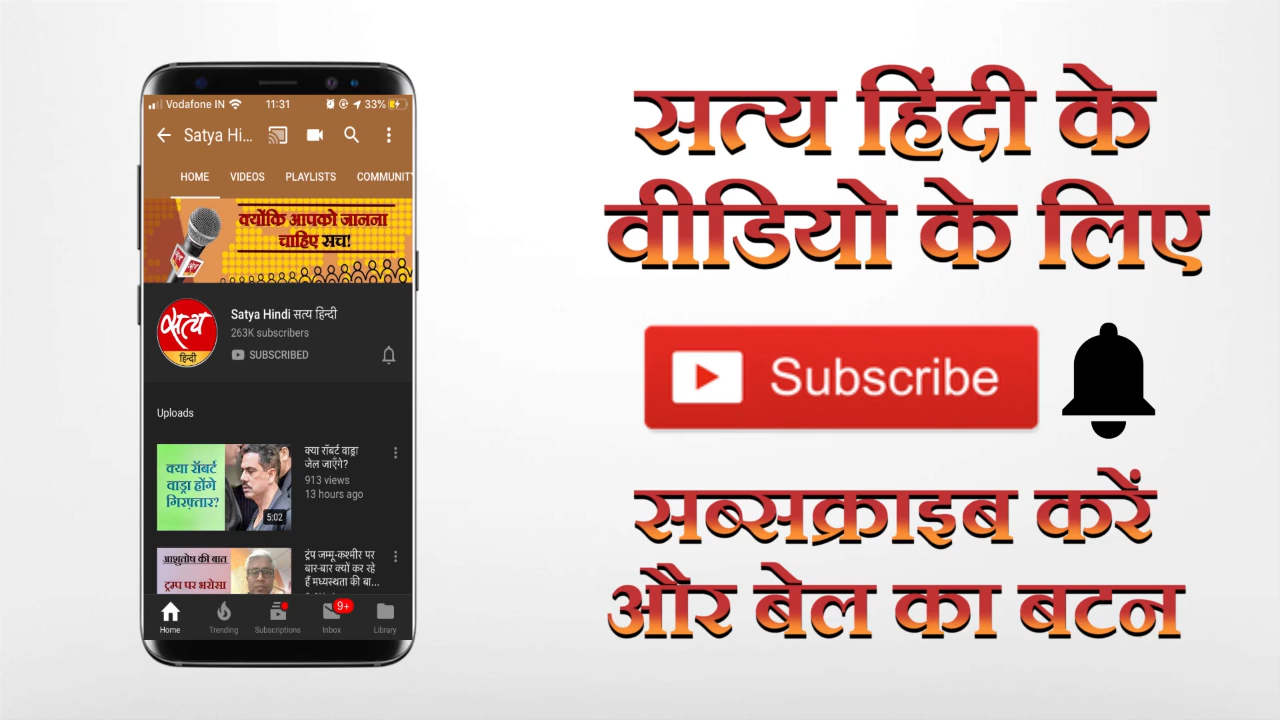 Vodafone IN 11:31 33%
Satya Hi...
HOME VIDEOS PLAYLISTS COMMUNITY
क्योंकि आपको जानना
चाहिए सच!
सत्य
हिन्दी
Satya Hindi सत्य हिन्दी
263K subscribers
SUBSCRIBED
Uploads
क्या रॉबर्ट
वाड्रा होंगे
गिरफ़्तार?
5:02
क्या रॉबर्ट वाड्रा
जेल जाएँगे?
913 views
13 hours ago
आशुतोष की बात
ट्रम्प पर भरोसा
ट्रंप जम्मू-कश्मीर पर
बार-बार क्यों कर रहे
हैं मध्यस्थता की बा...
Home Trending Subscriptions 9+ Inbox Library
सत्य हिंदी के
वीडियो के लिए
Subscribe
सब्सक्राइब करें
और बेल का बटन